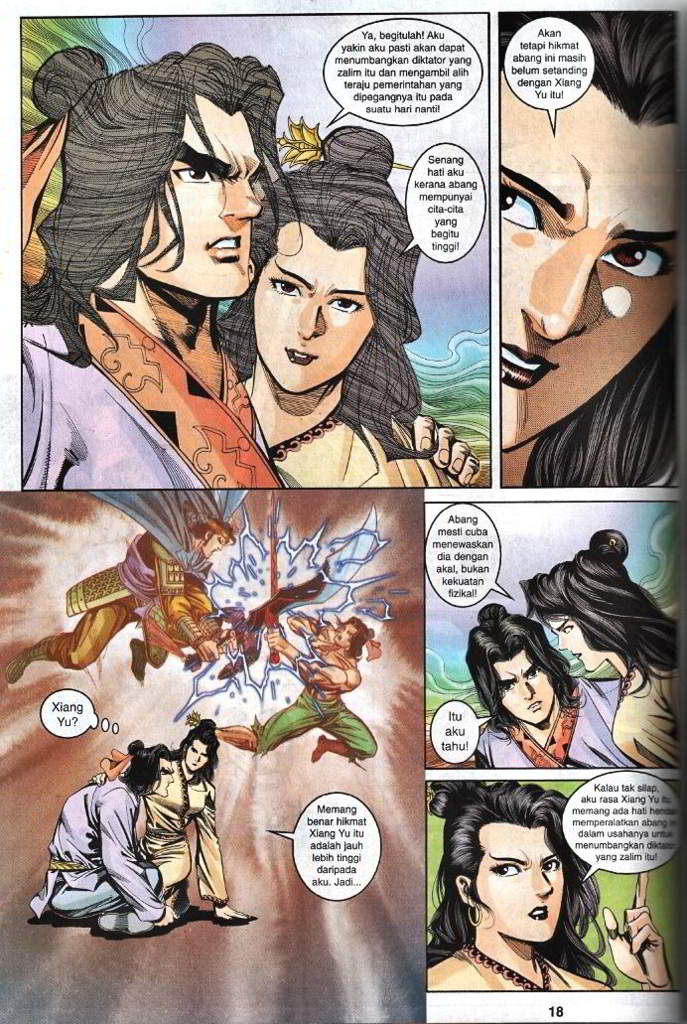 Ya, begitulah! Aku
yakin aku pasti akan dapat
menumbangkan diktator yang
zalim itu dan mengambil alih
teraju pemerintahan yang
dipegangnya itu pada
suatu hari nanti!
Senang
hati aku
kerana abang
mempunyai
cita-cita
yang
begitu
tinggi!
Akan
tetapi hikmat
abang ini masih
belum setanding
dengan Xiang
Yu itu!
Xiang
Yu?
Memang
benar hikmat
Xiang Yu itu
adalah jauh
lebih tinggi
daripada
aku. Jadi...
Abang
mesti cuba
menewaskan
dia dengan
akal, bukan
kekuatan
fizikal!
Itu
aku
tahu!
Kalau tak silap,
aku rasa Xiang Yu itu
memang ada hati
memperalatkan abang
dalam usahanya untuk
menumbangkan diktator
yang zalim itu!
18